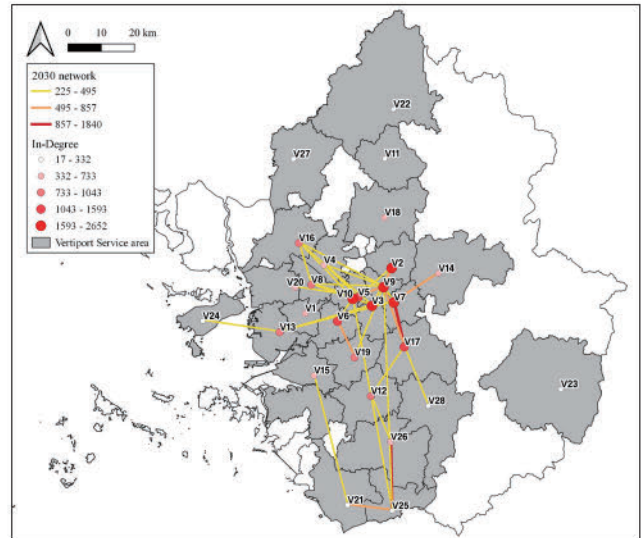 0 10 20 km
2030 network
225 - 495
495 - 857
857 - 1840
In-Degree
17 - 332
332 - 733
733 - 1043
1043 - 1593
1593 - 2652
Vertiport Service area
V22
V27
V11
V18
V16
V4
V2
V14
V20
V8
V9
V10
V5
V7
V24
V1
V3
V6
V13
V17
V19
V15
V23
V12
V28
V26
V21
V25